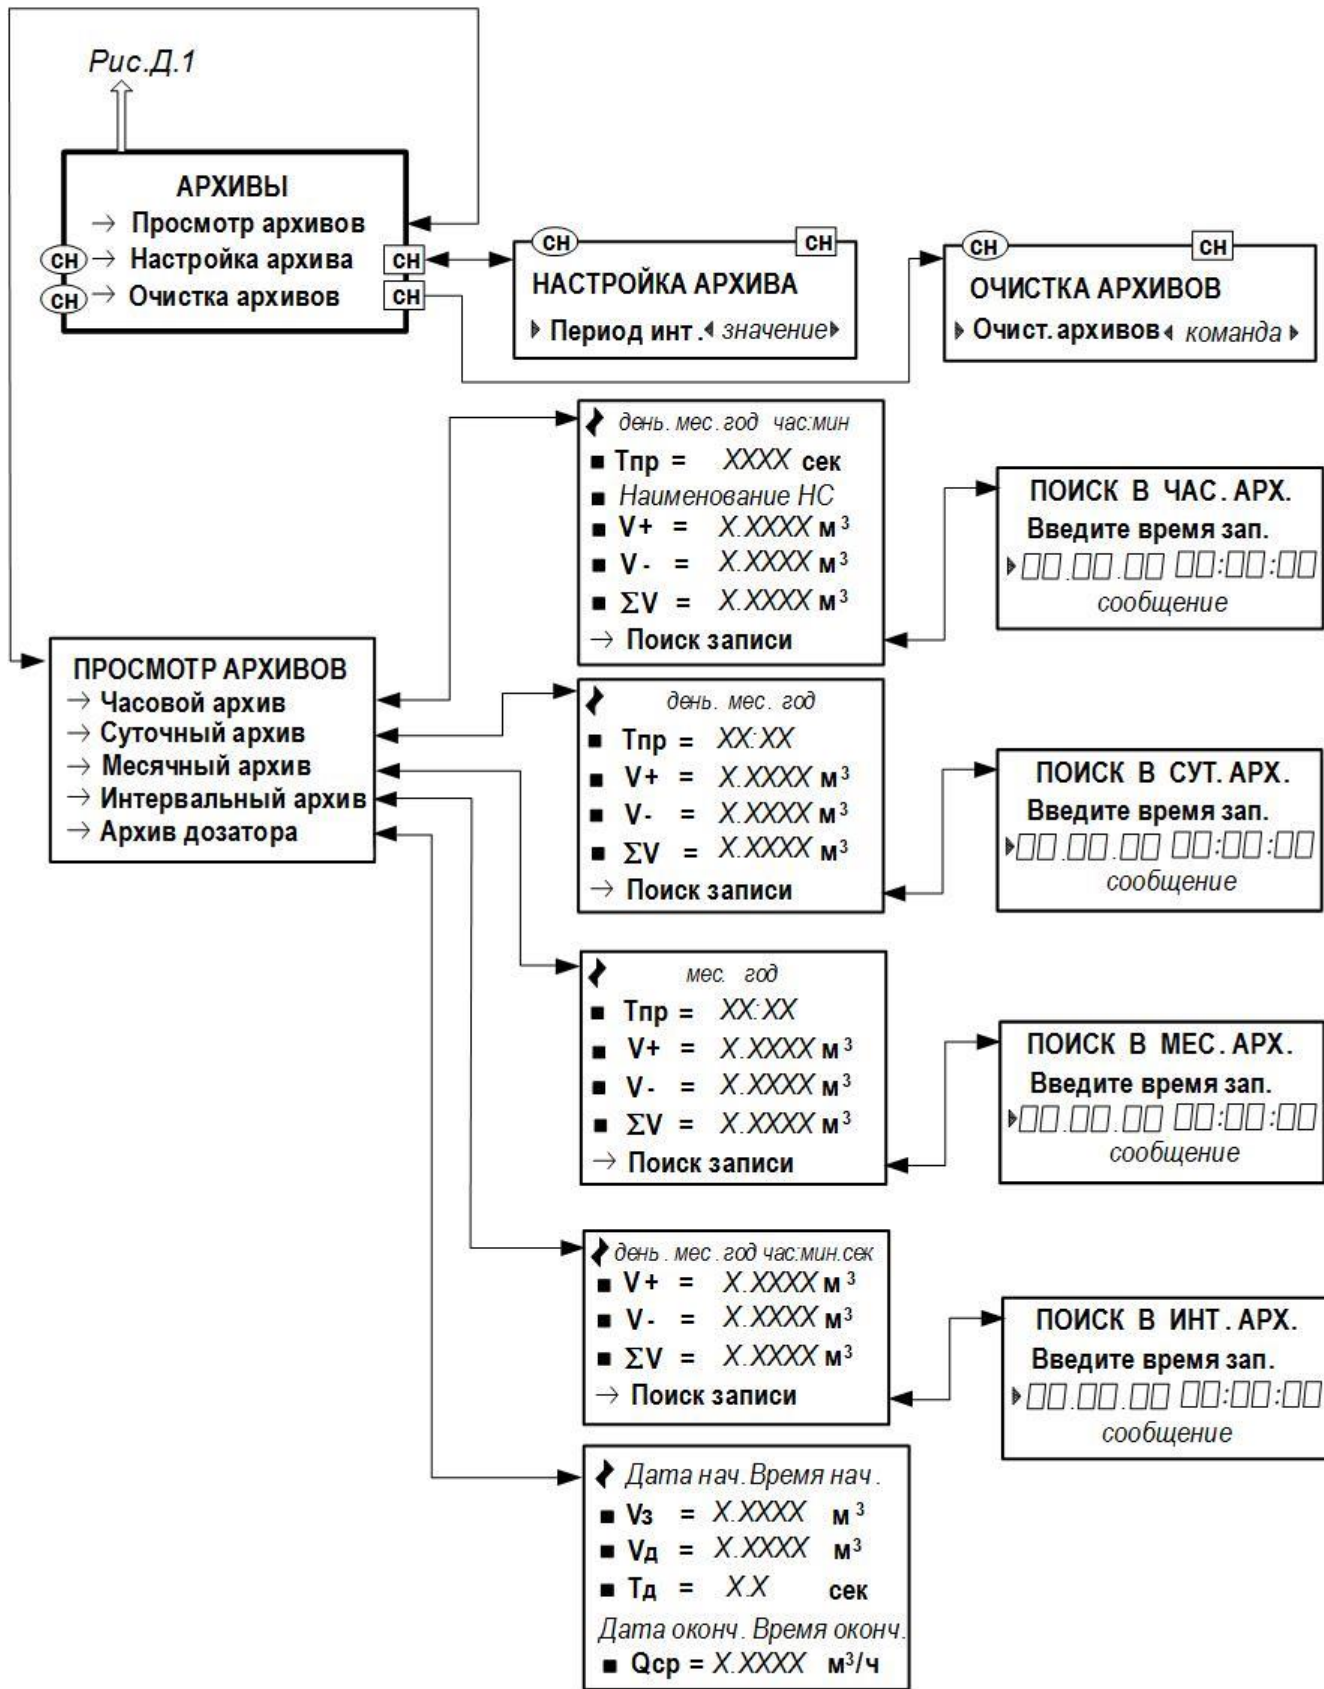 Рис.Д.1
АРХИВЫ
→ Просмотр архивов
СН → Настройка архива СН
СН → Очистка архивов СН
СН СН
НАСТРОЙКА АРХИВА
Период инт. значение
СН СН
ОЧИСТКА АРХИВОВ
Очист.архивов команда
ПРОСМОТР АРХИВОВ
→ Часовой архив
→ Суточный архив
→ Месячный архив
→ Интервальный архив
→ Архив дозатора
день.мес.год час:мин
Тпр = XXXX сек
Наименование НС
V+ = X.XXXX м³
V- = X.XXXX м³
ΣV = X.XXXX м³
→ Поиск записи
ПОИСК В ЧАС.АРХ.
Введите время зап.
00.00.00 00:00:00
сообщение
день. мес. год
Тпр = XX:XX
V+ = X.XXXX м³
V- = X.XXXX м³
ΣV = X.XXXX м³
→ Поиск записи
ПОИСК В СУТ.АРХ.
Введите время зап.
00.00.00 00:00:00
сообщение
мес. год
Тпр = XX:XX
V+ = X.XXXX м³
V- = X.XXXX м³
ΣV = X.XXXX м³
→ Поиск записи
ПОИСК В МЕС.АРХ.
Введите время зап.
00.00.00 00:00:00
сообщение
день.мес.год час:мин.сек
V+ = X.XXXX м³
V- = X.XXXX м³
ΣV = X.XXXX м³
→ Поиск записи
ПОИСК В ИНТ.АРХ.
Введите время зап.
00.00.00 00:00:00
сообщение
Дата нач.Время нач.
Vз = X.XXXX м³
Vд = X.XXXX м³
Тд = X.X сек
Дата оконч. Время оконч.
Qср = X.XXXX м³/ч